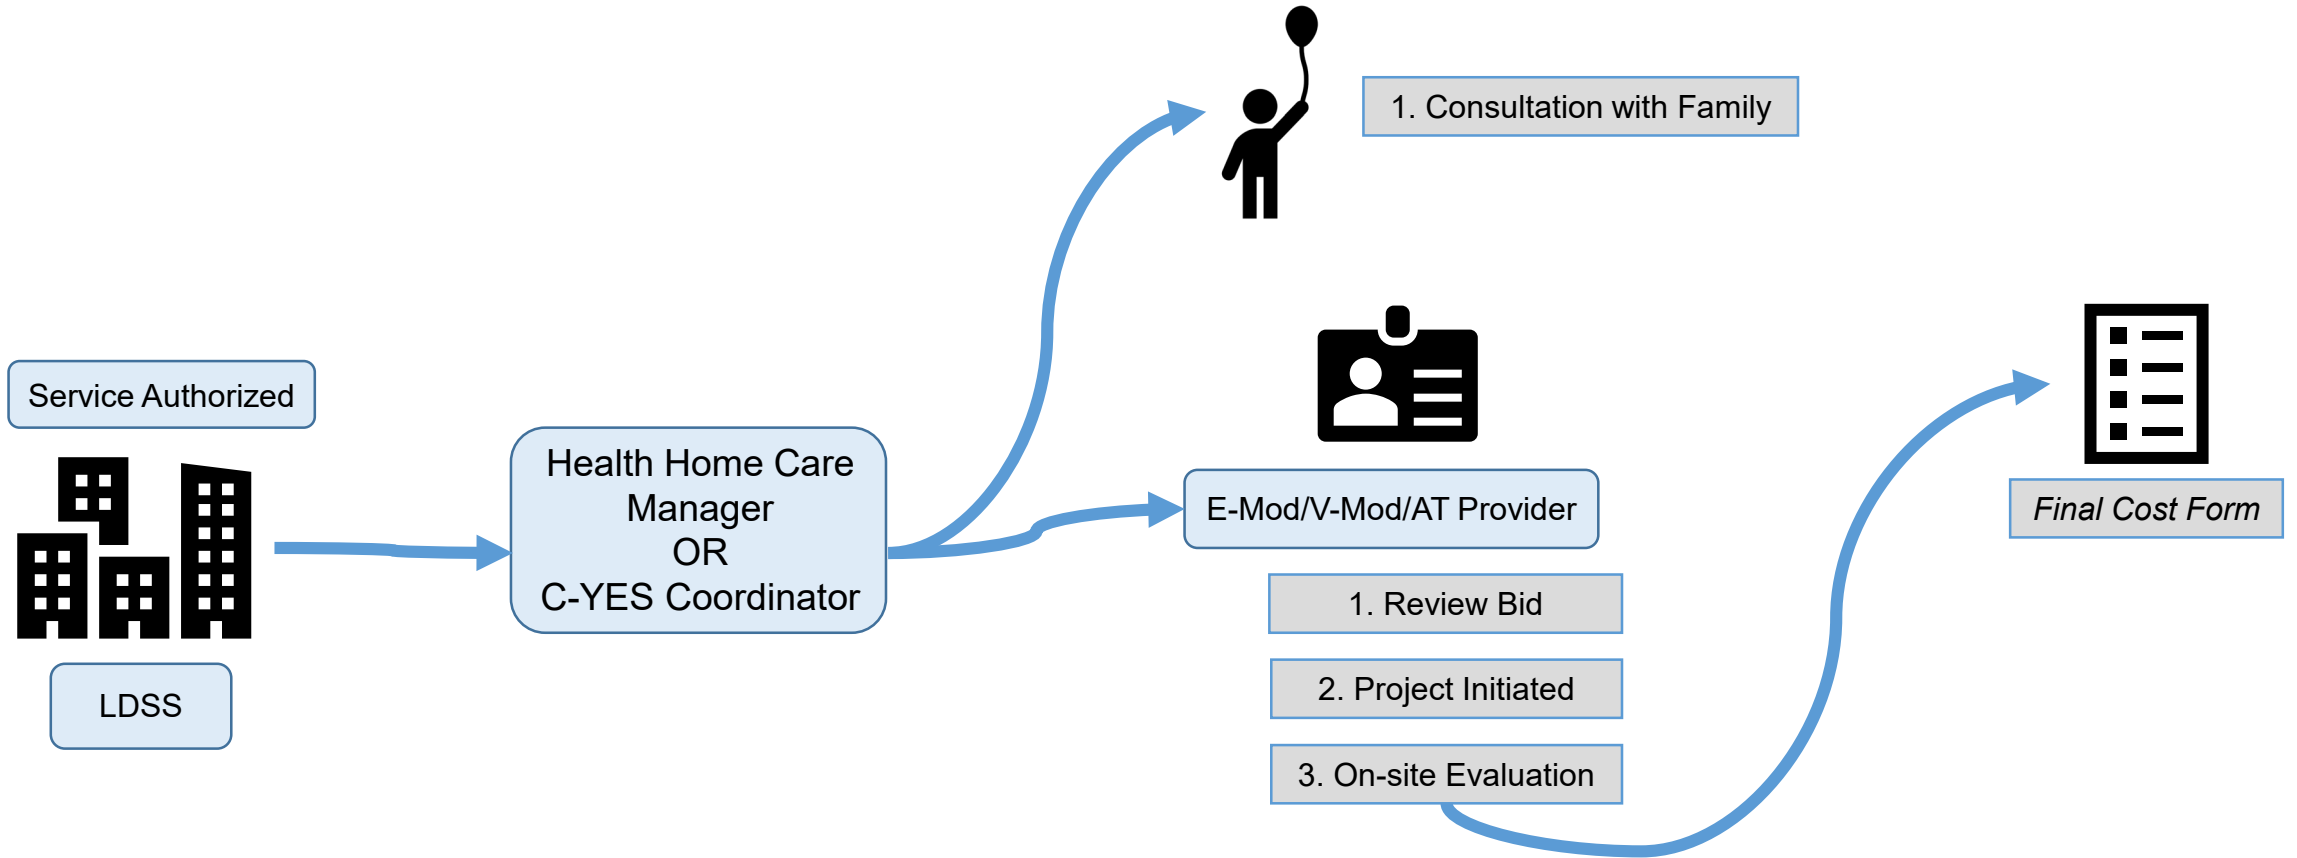 Service Authorized
LDSS
Health Home Care
Manager
OR
C-YES Coordinator
1. Consultation with Family
E-Mod/V-Mod/AT Provider
1. Review Bid
2. Project Initiated
3. On-site Evaluation
Final Cost Form